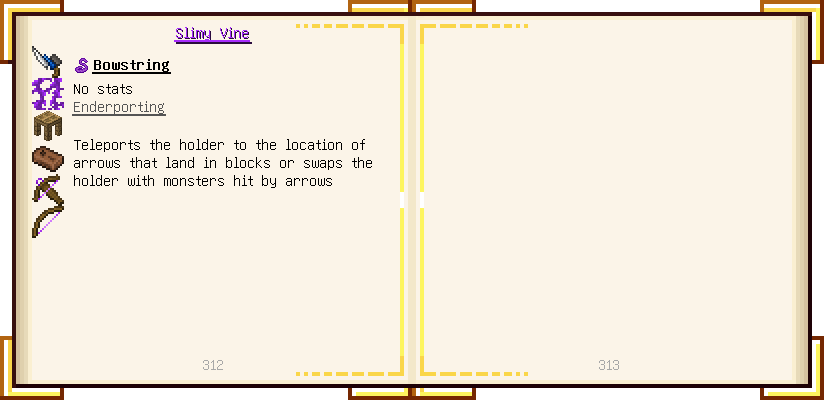 Slimy Vine
Bowstring
No stats
Enderporting
Teleports the holder to the location of
arrows that land in blocks or swaps the
holder with monsters hit by arrows
312
313